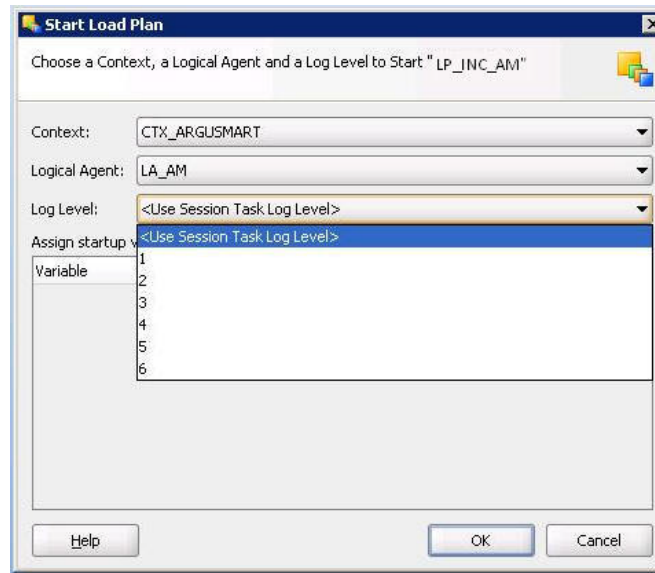 Start Load Plan
Choose a Context, a Logical Agent and a Log Level to Start "LP_INC_AM"
Context: CTX_ARGUSMART
Logical Agent: LA_AM
Log Level: <Use Session Task Log Level>
Assign startup v
<Use Session Task Log Level>
Variable
1
2
3
4
5
6
Help
OK
Cancel